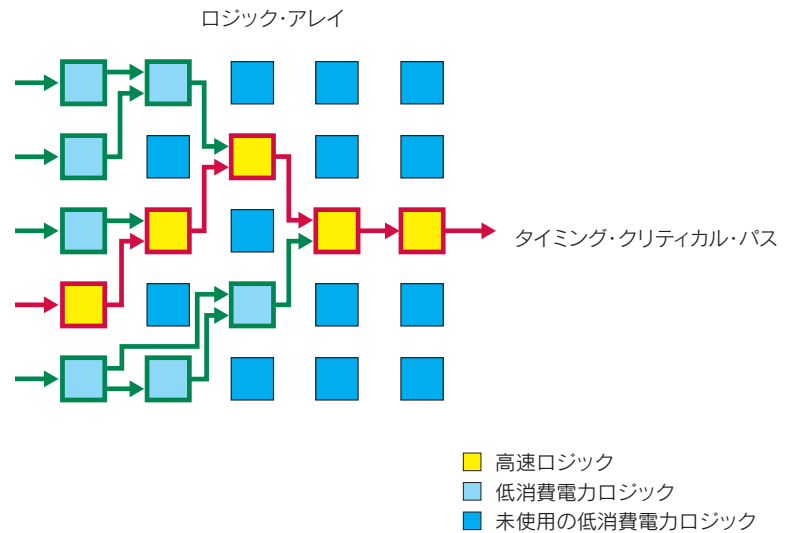 ロジック・アレイ
タイミング・クリティカル・パス
高速ロジック
低消費電力ロジック
未使用の低消費電力ロジック